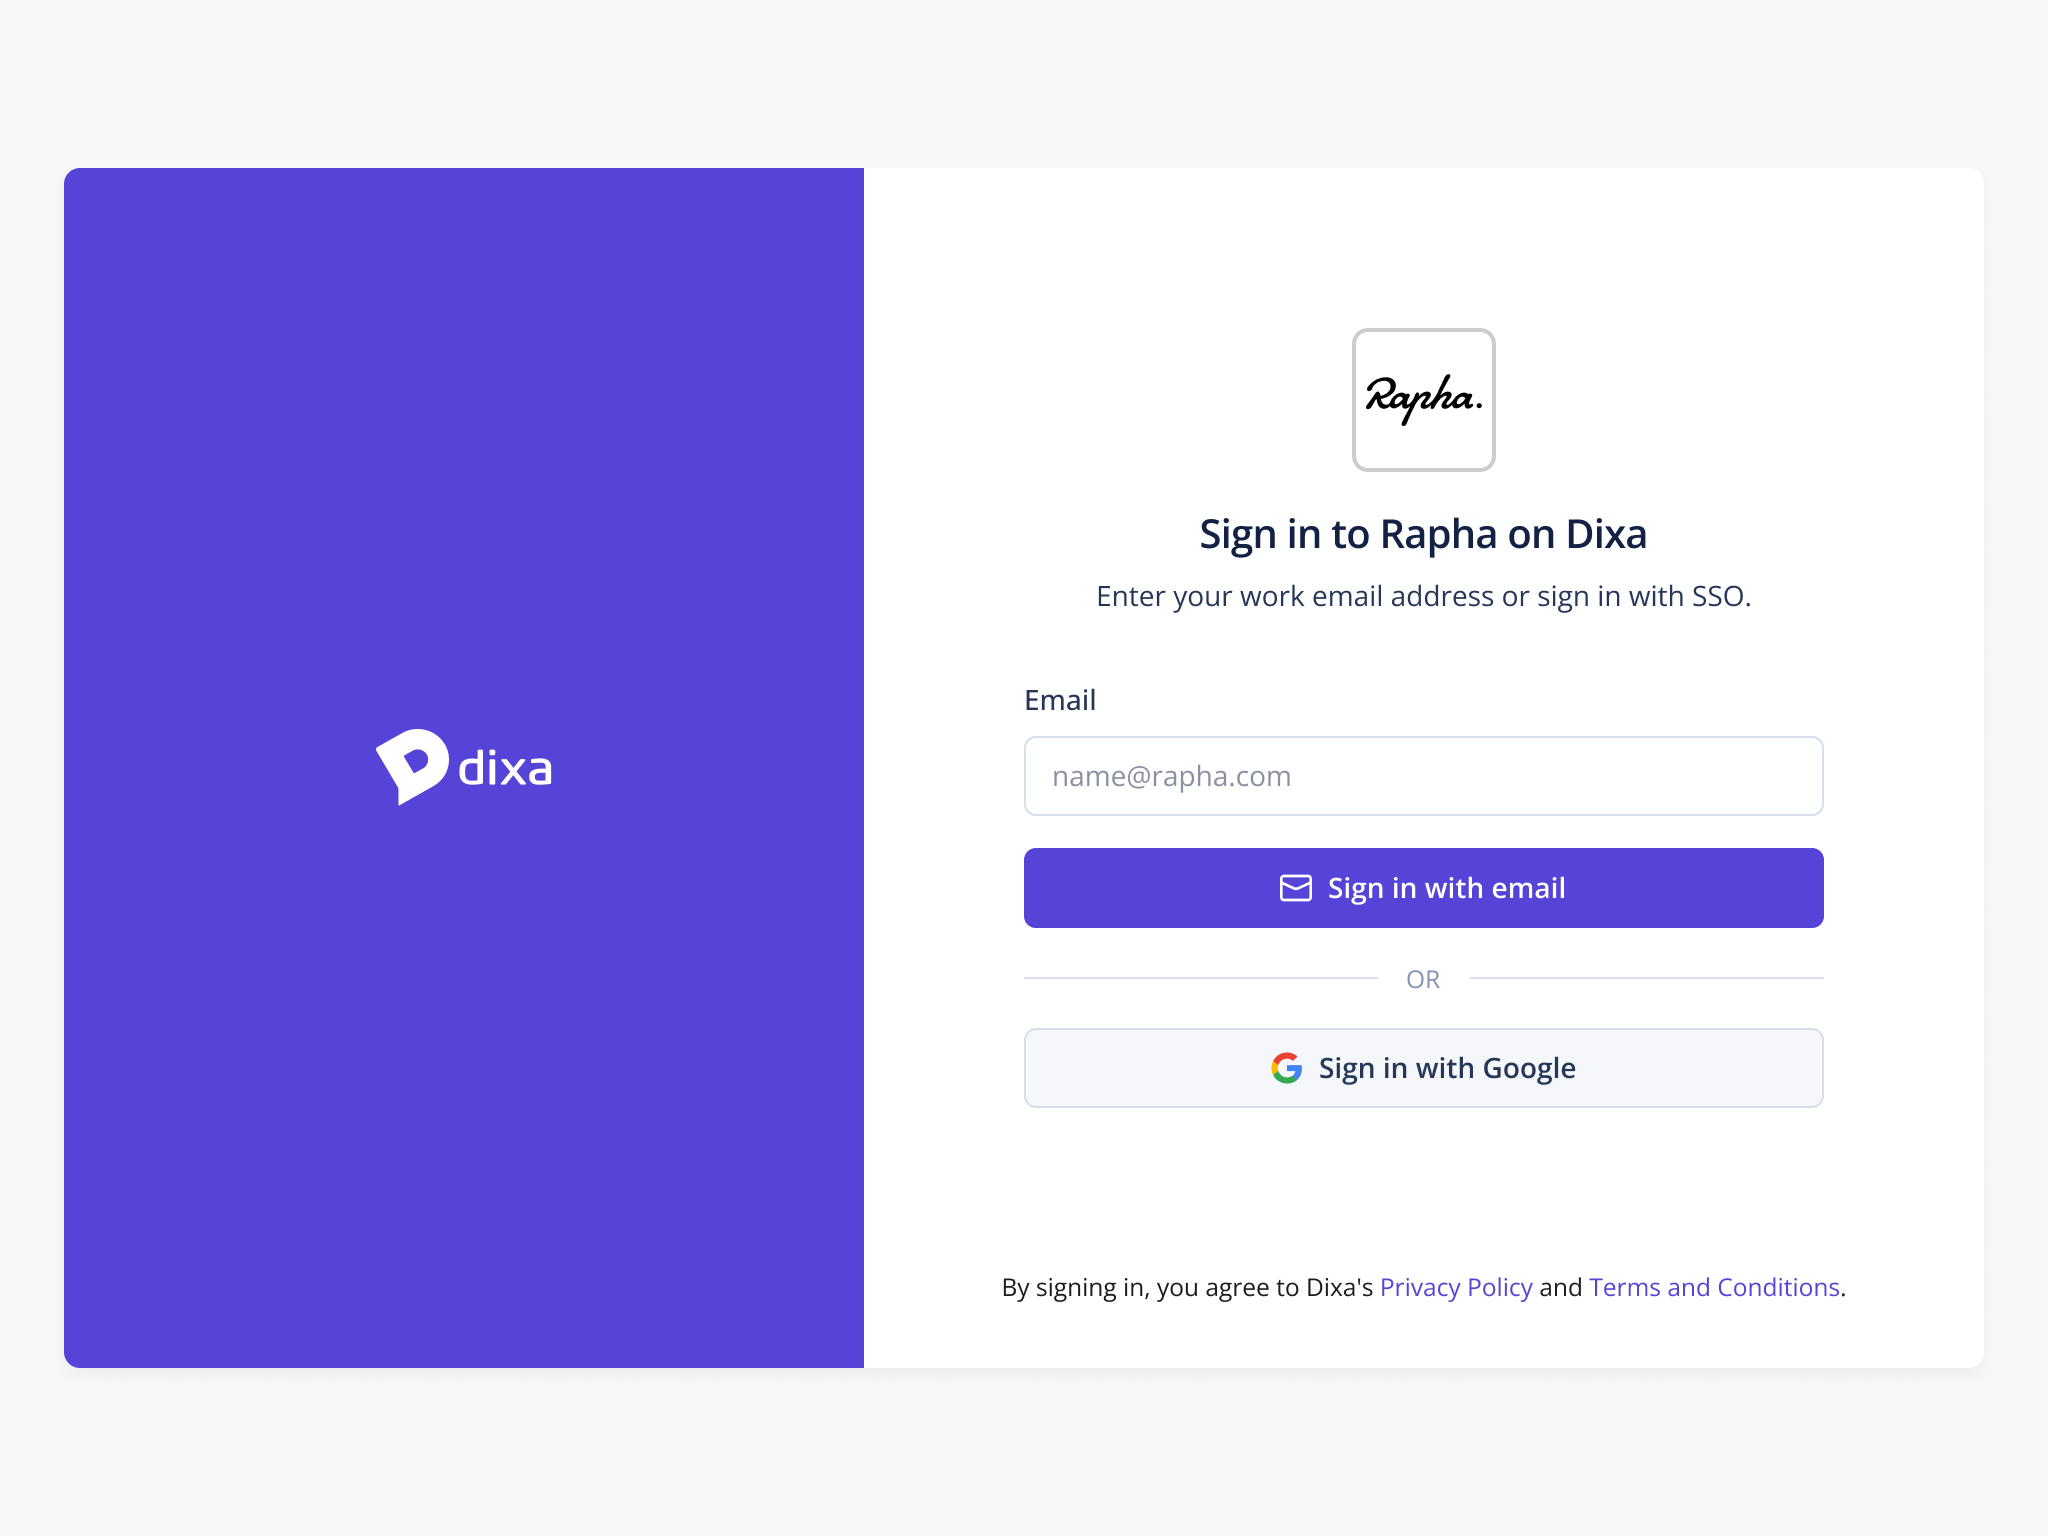 dixa
Rapha.
Sign in to Rapha on Dixa
Enter your work email address or sign in with SSO.
Email
name@rapha.com
Sign in with email
OR
Sign in with Google
By signing in, you agree to Dixa's Privacy Policy and Terms and Conditions.